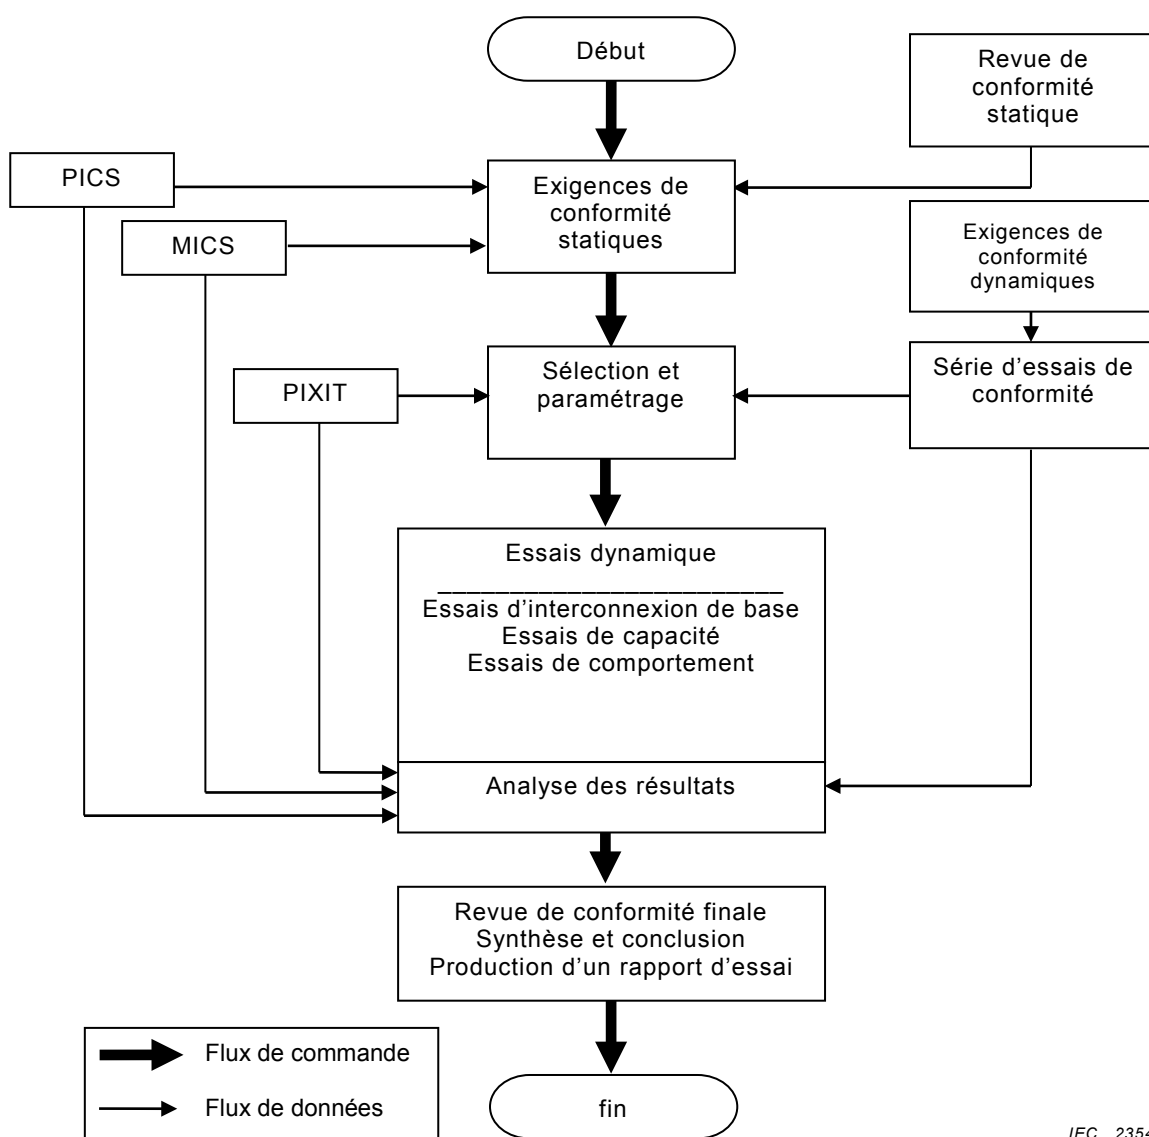 Début
Revue de
conformité
statique
PICS
Exigences de
conformité
statiques
MICS
Exigences de
conformité
dynamiques
Sélection et
paramétrage
Série d'essais de
conformité
PIXIT
Essais dynamique
Essais d’interconnexion de base
Essais de capacité
Essais de comportement
Analyse des résultats
Revue de conformité finale
Synthèse et conclusion
Production d’un rapport d’essai
Flux de commande
Flux de données
fin
IEC 2354